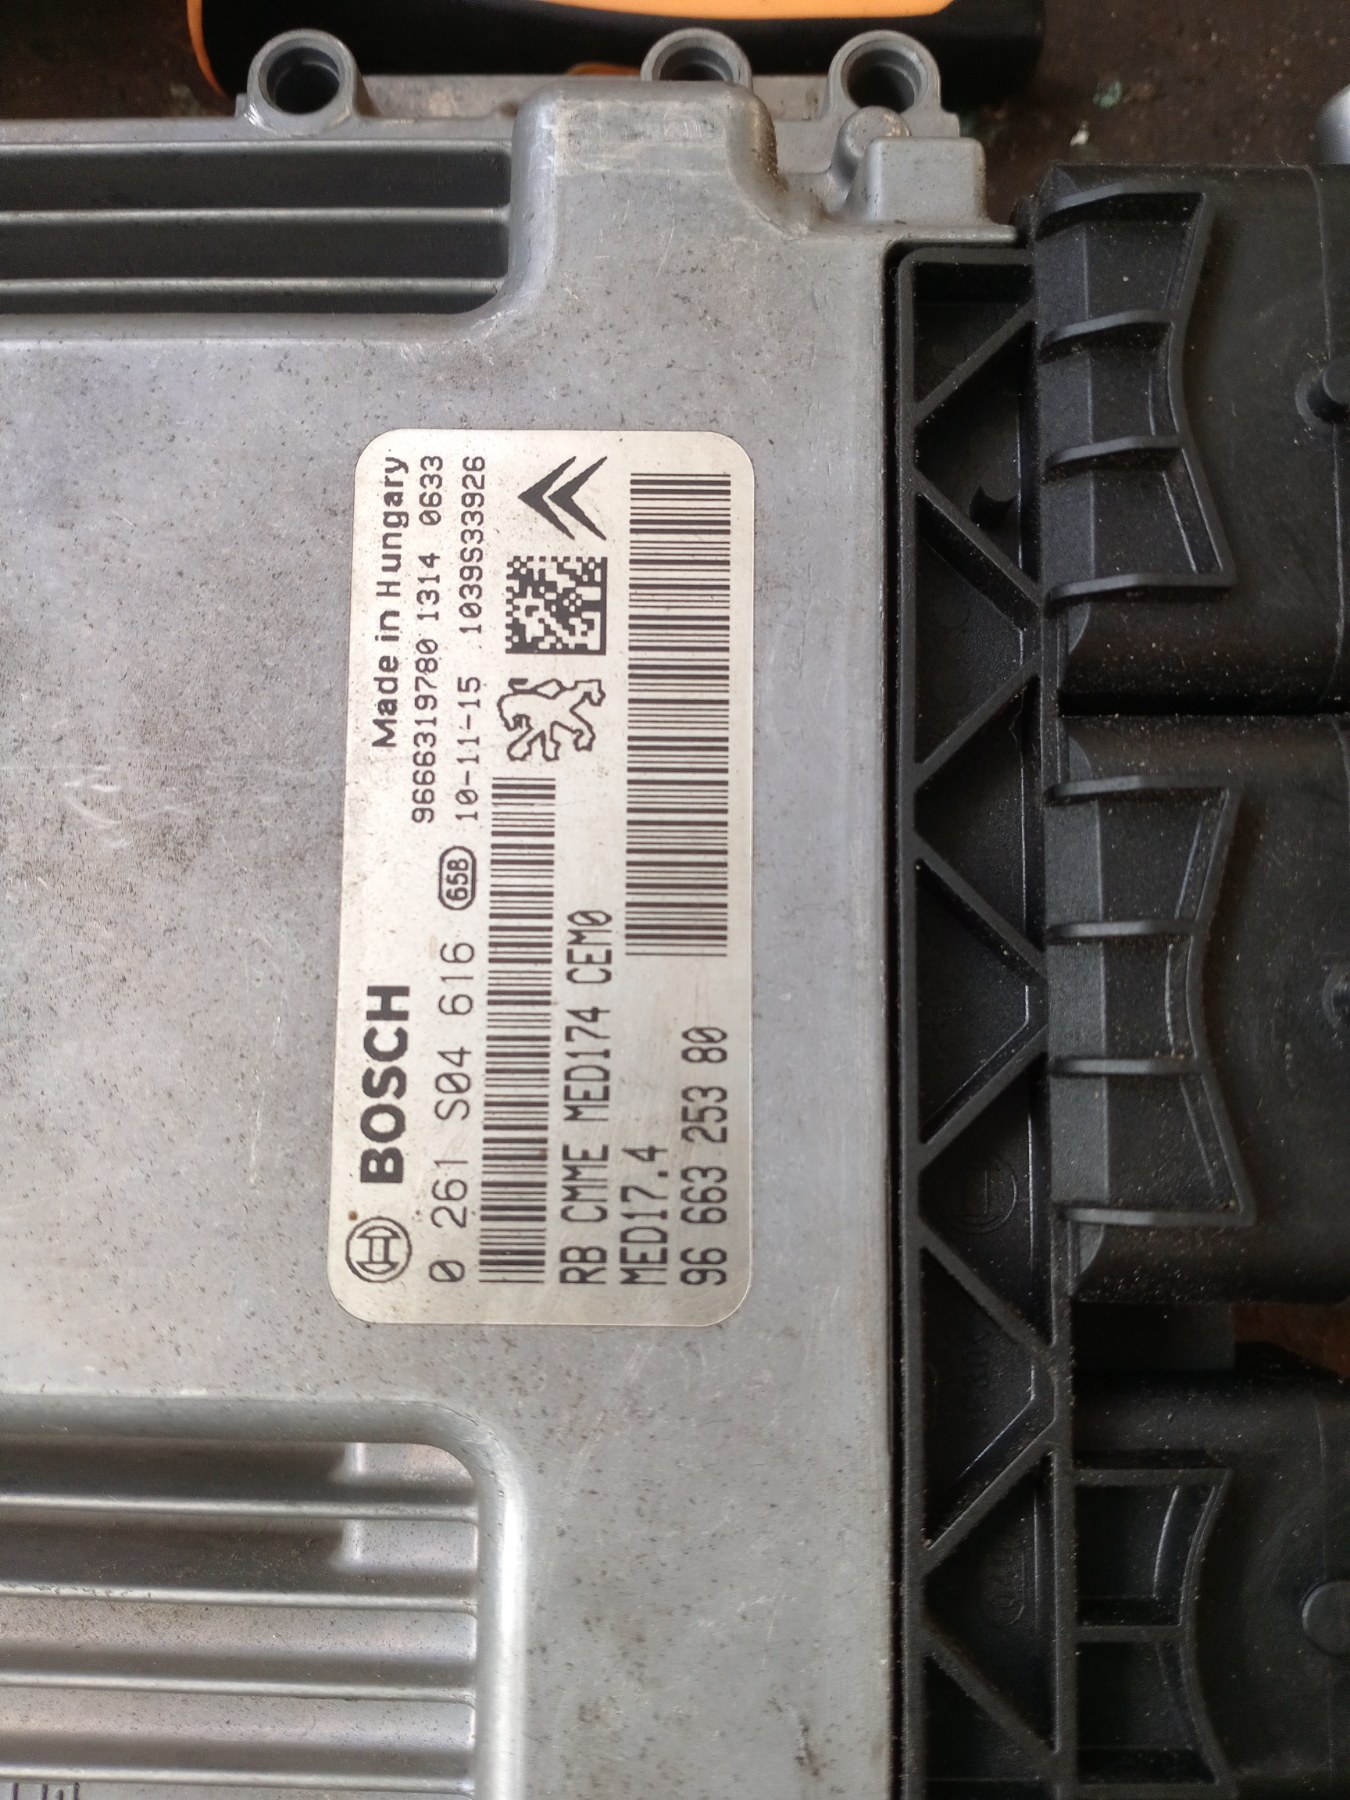 BOSCH
Made in Hungary
9666319780 1314 0633
0 261 S04 616 65B 10-11-15 1039S33926
RB CMME MED174 CEM0
MED17.4
96 663 253 80